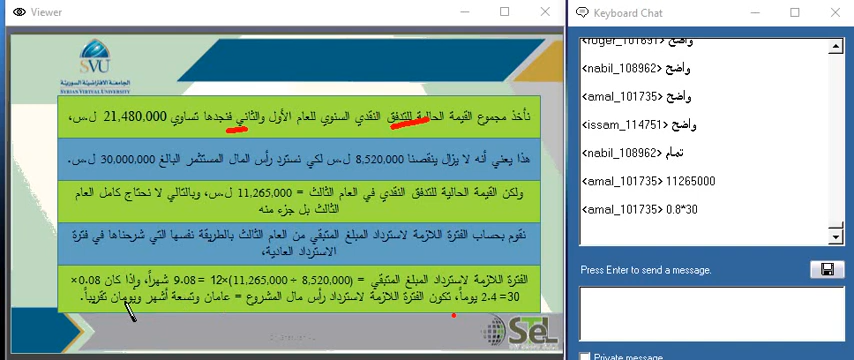 Viewer
SVU
الجامعة الافتراضية السورية
SYRIAN VIRTUAL UNIVERSITY
نأخذ مجموع القيمة الحالية للتدفق النقدي السنوي للعام الأول والثاني فنجدها تساوي 21,480,000 ل.س،
هذا يعني أنه لا يزال ينقصنا 8,520,000 ل.س لكي نسترد رأس المال المستثمر البالغ 30,000,000 ل.س.
ولكن القيمة الحالية للتدفق النقدي في العام الثالث = 11,265,000 ل.س، وبالتالي لا نحتاج كامل العام
الثالث بل جزء منه
نقوم بحساب الفترة اللازمة لاسترداد المبلغ المتبقي من العام الثالث بالطريقة نفسها التي شرحناها في فترة
الاسترداد العادية،
الفترة اللازمة لاسترداد المبلغ المتبقي = (8,520,000 ÷ 11,265,000)×12 = 9.08 شهراً، وإذا كان 0.08×
30= 2.4 يوماً، تكون الفترة اللازمة لاسترداد رأس مال المشروع = عامان وتسعة أشهر ويومان تقريباً.
SeL
Keyboard Chat
<roger_101691> واضح
<nabil_108962> واضح
<amal_101735> واضح
<issam_114751> واضح
<nabil_108962> تمام
<amal_101735> 11265000
<amal_101735> 0.8*30
Press Enter to send a message.
Private message